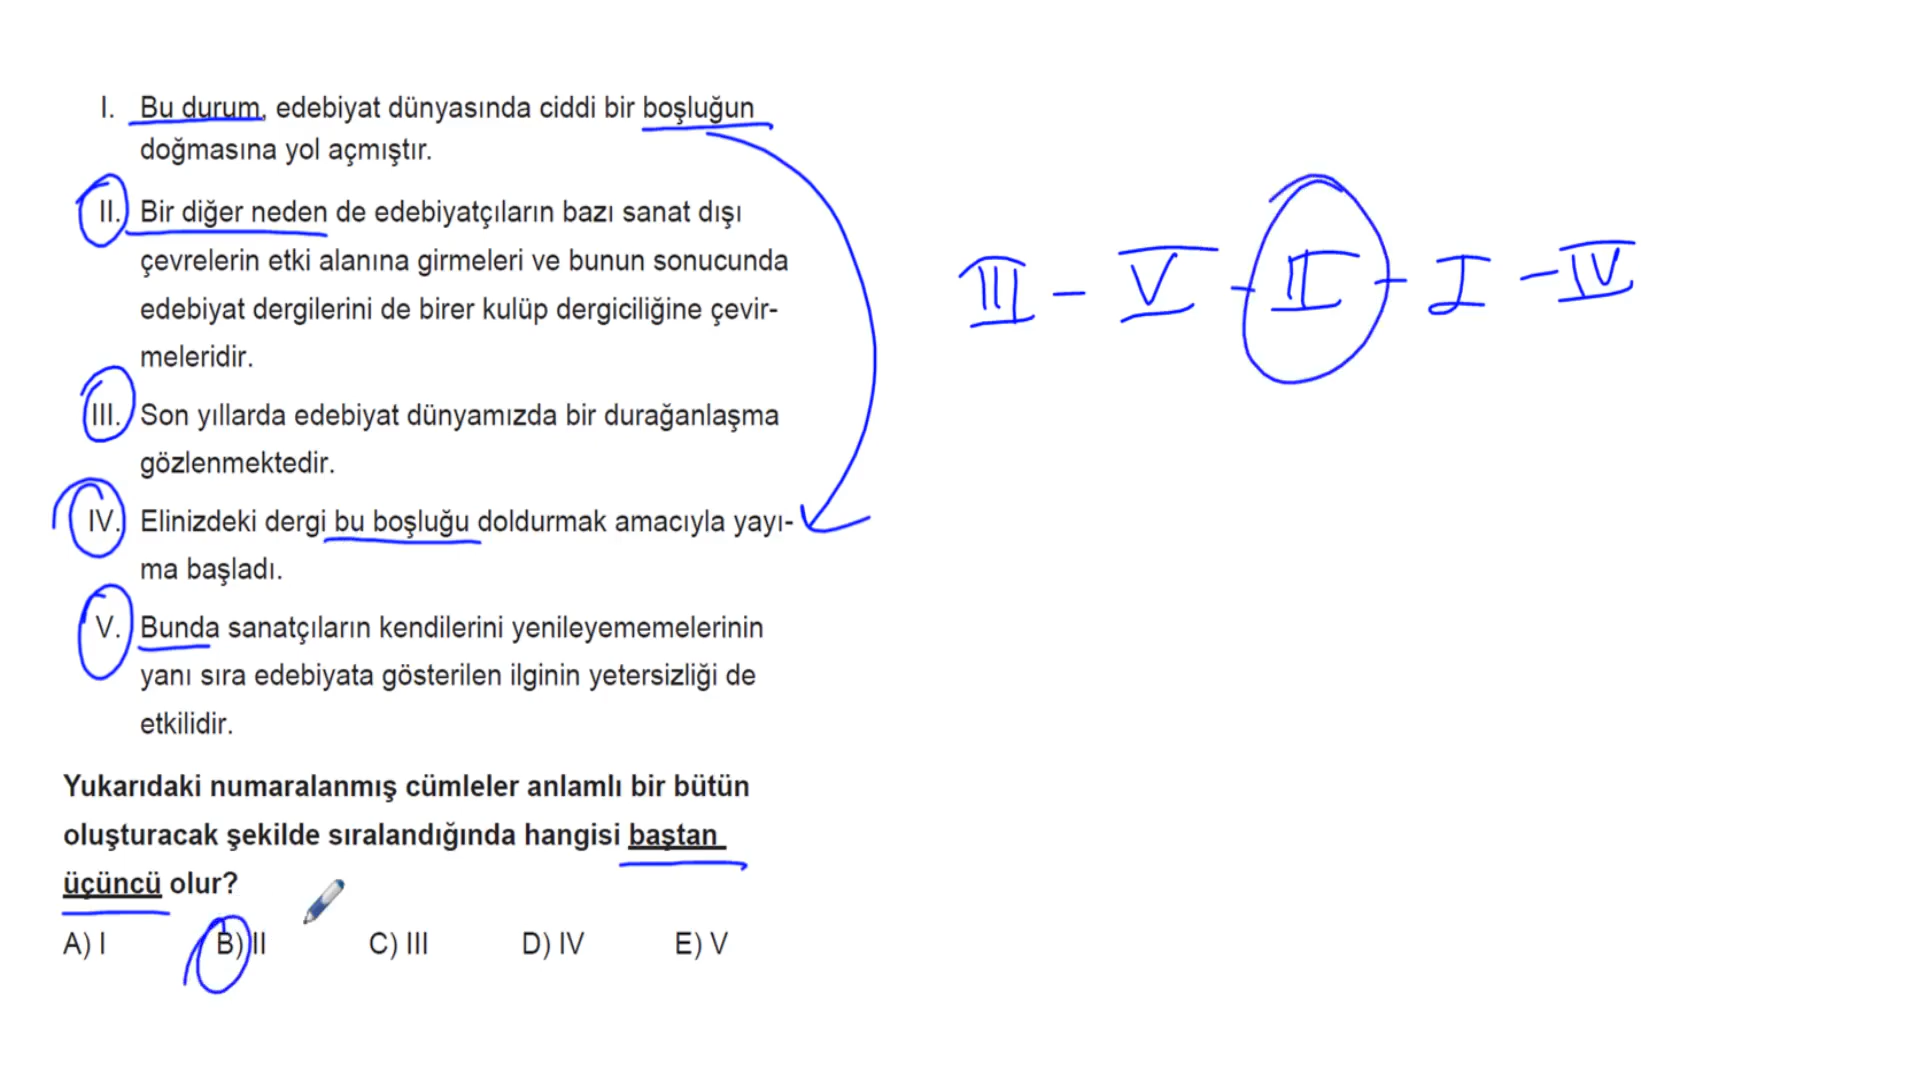 I. Bu durum, edebiyat dünyasında ciddi bir boşluğun
doğmasına yol açmıştır.
II. Bir diğer neden de edebiyatçıların bazı sanat dışı
çevrelerin etki alanına girmeleri ve bunun sonucunda
edebiyat dergilerini de birer kulüp dergiciliğine çevir-
meleridir.
III. Son yıllarda edebiyat dünyamızda bir durağanlaşma
gözlenmektedir.
IV. Elinizdeki dergi bu boşluğu doldurmak amacıyla yayı-
ma başladı.
V. Bunda sanatçıların kendilerini yenileyememelerinin
yanı sıra edebiyata gösterilen ilginin yetersizliği de
etkilidir.
Yukarıdaki numaralanmış cümleler anlamlı bir bütün
oluşturacak şekilde sıralandığında hangisi baştan
üçüncü olur?
A) I B) II C) III D) IV E) V
III - V - II - I - IV